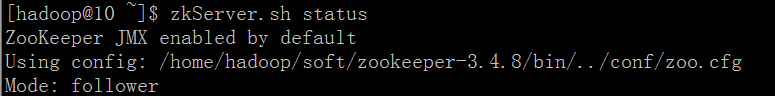 [hadoop@10 ~]$ zkServer.sh status
ZooKeeper JMX enabled by default
Using config: /home/hadoop/soft/zookeeper-3.4.8/bin/../conf/zoo.cfg
Mode: follower